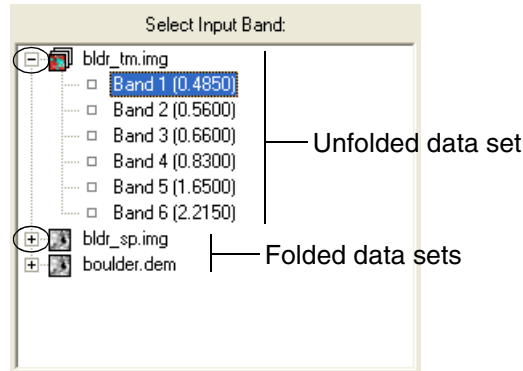 Select Input Band:
bldr_tm.img
Band 1 (0.4850)
Band 2 (0.5600)
Band 3 (0.6600)
Band 4 (0.8300)
Band 5 (1.6500)
Band 6 (2.2150)
Unfolded data set
bldr_sp.img
boulder.dem
Folded data sets